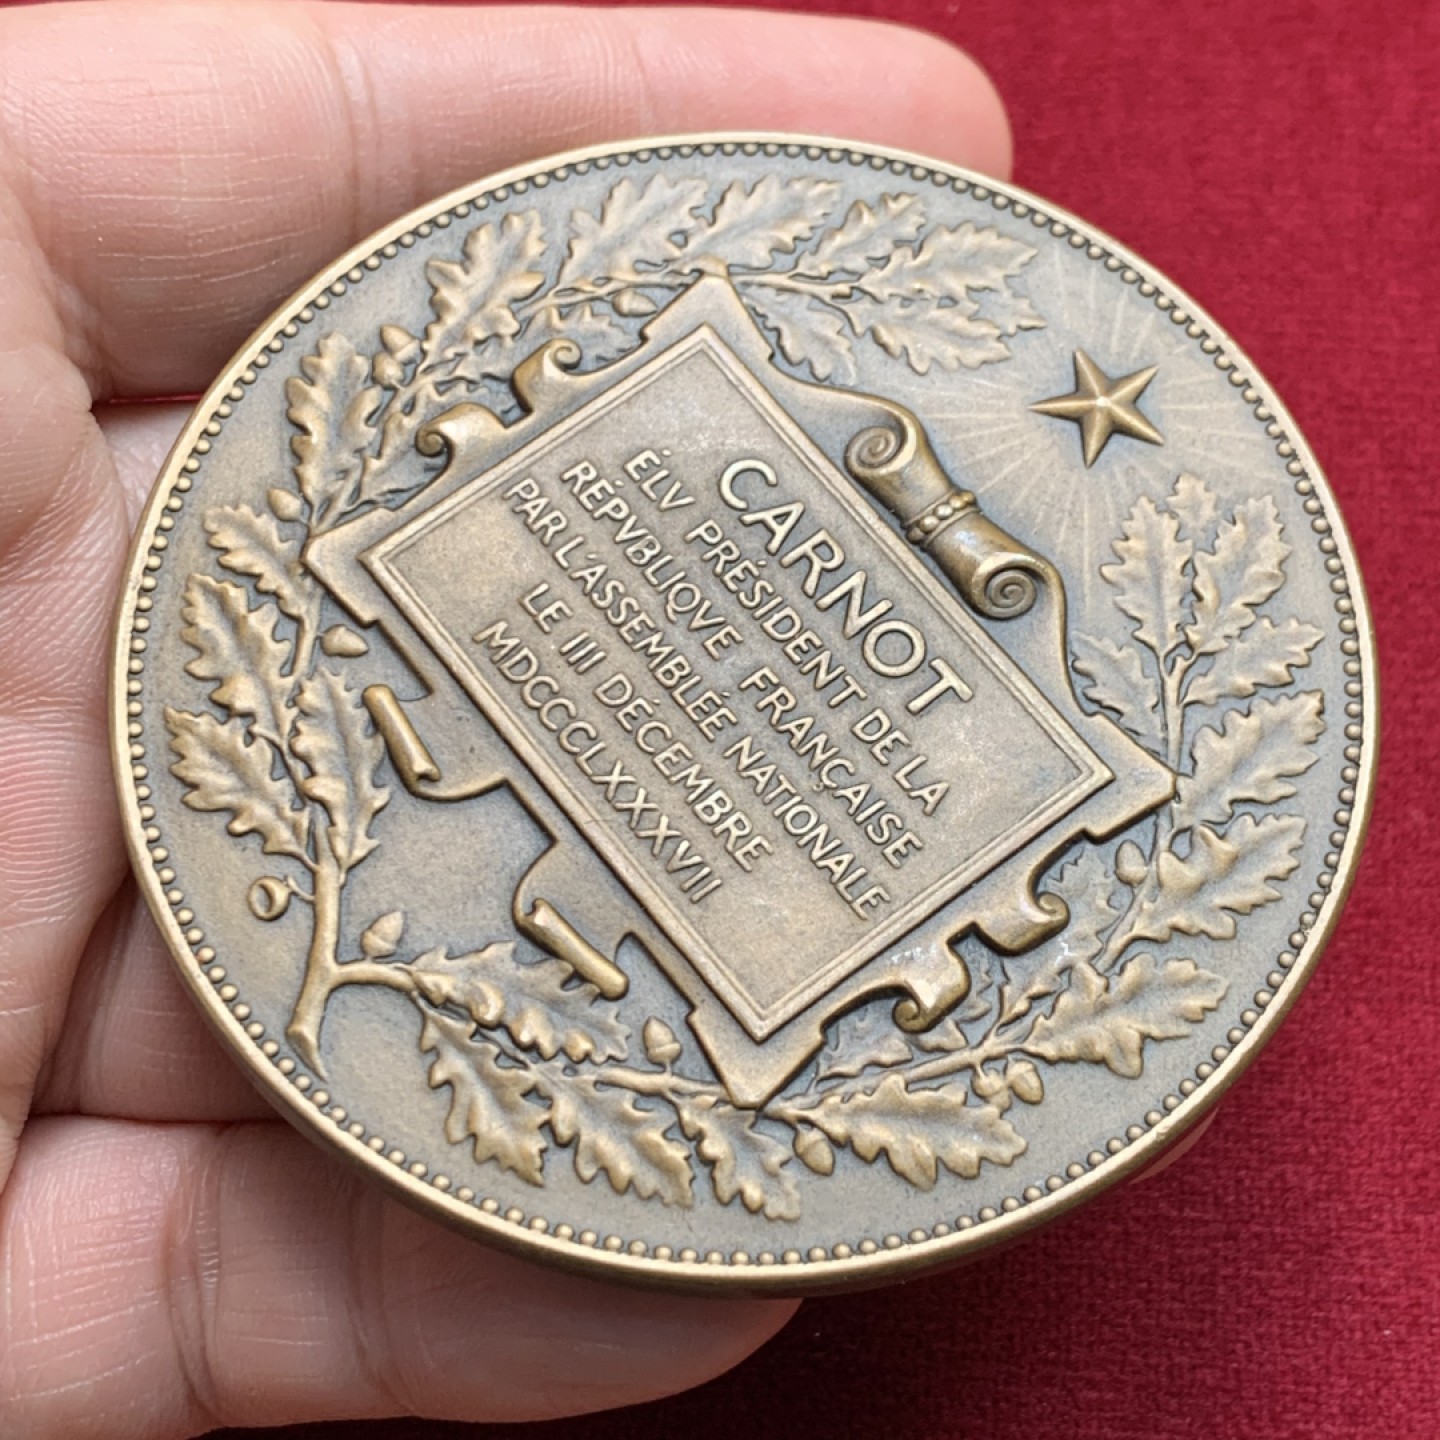 CARNOT
ÉLV PRÉSIDENT DE LA
RÉPVBLIQVE FRANÇAISE
PAR L'ASSEMBLÉE NATIONALE
LE III DÉCEMBRE
MDCCCLXXXVII